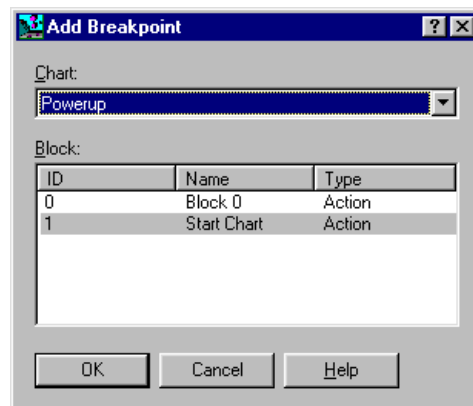 Add Breakpoint
Chart:
Powerup
Block:
ID Name Type
0 Block 0 Action
1 Start Chart Action
OK Cancel Help